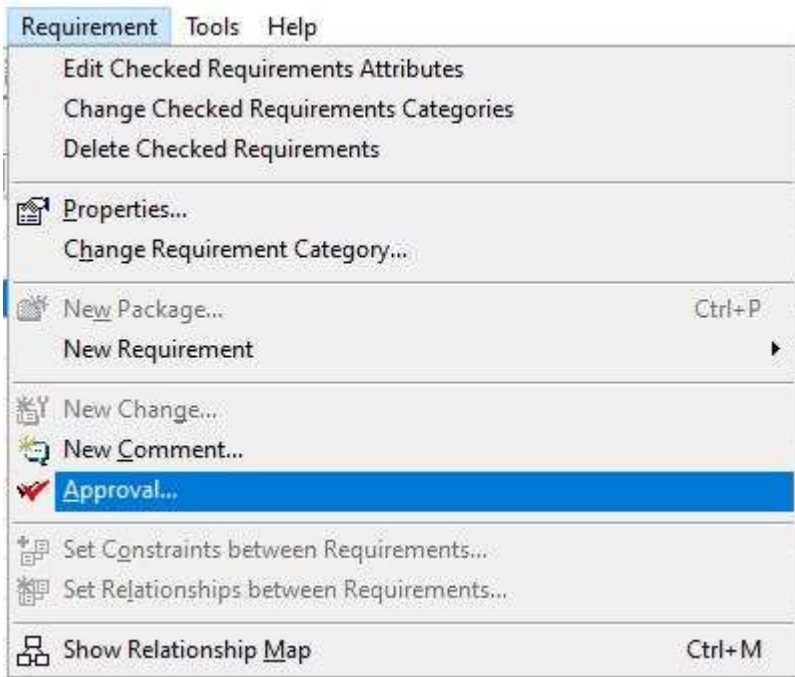 Requirement Tools Help
Edit Checked Requirements Attributes
Change Checked Requirements Categories
Delete Checked Requirements
Properties...
Change Requirement Category...
New Package... Ctrl+P
New Requirement
New Change...
New Comment...
Approval...
Set Constraints between Requirements...
Set Relationships between Requirements...
Show Relationship Map Ctrl+M